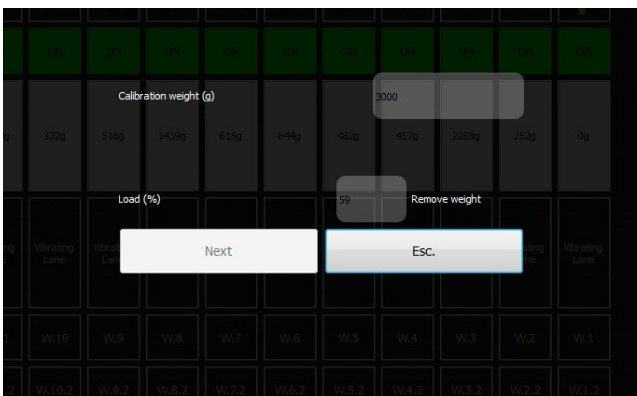 ON ON ON ON ON ON ON ON ON ON
Calibration weight (g) 3000
g 322g 518g 1439g 615g 844g 482g 457g 2288g 252g 0g
Load (%) 59 Remove weight
Vibrating Vibrating
Lane Lane
Next Esc.
W.10 W.9 W.8 W.7 W.6 W.5 W.4 W.3 W.2 W.1
W.10.2 W.9.2 W.8.2 W.7.2 W.6.2 W.5.2 W.4.2 W.3.2 W.2.2 W.1.2